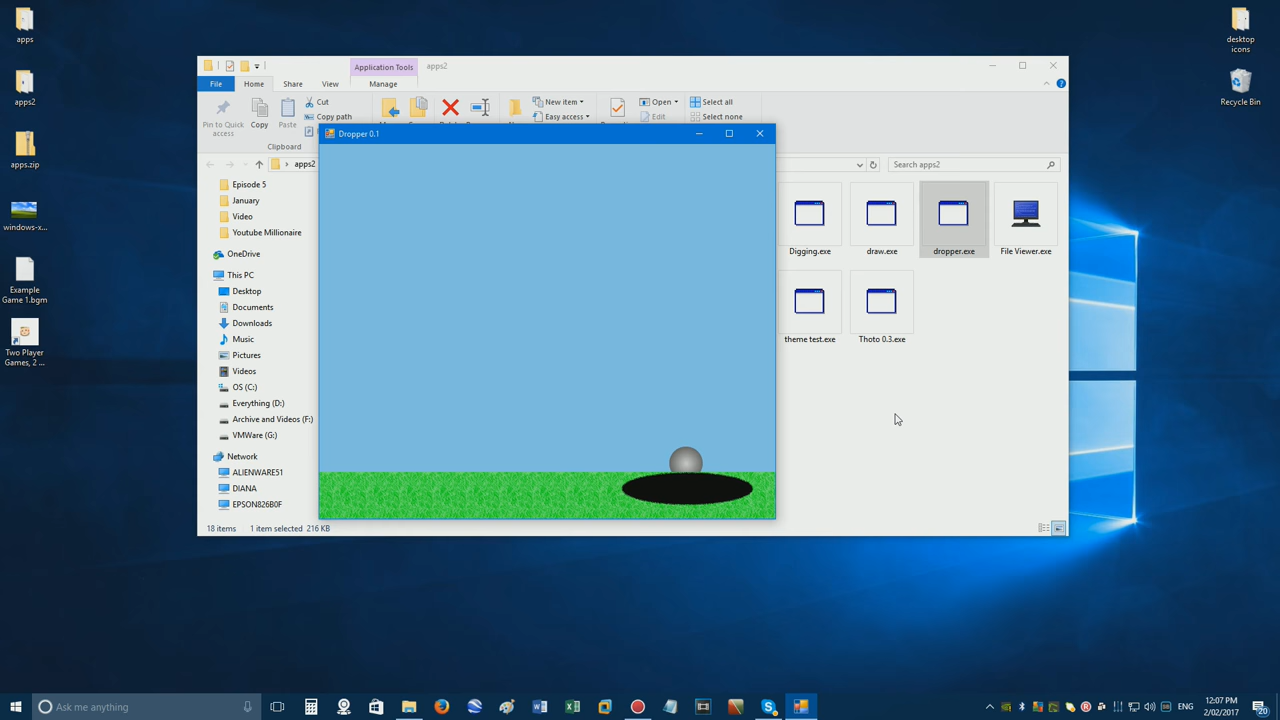 apps
apps2
apps.zip
windows-x...
Example
Game 1.bgm
Two Player
Games, 2 ...
desktop
icons
Recycle Bin
Application Tools
apps2
File
Home
Share
View
Manage
Pin to Quick
access
Copy
Paste
Cut
Copy path
New item
Easy access
Open
Edit
Select all
Select none
Clipboard
apps2
Search apps2
Dropper 0.1
Episode 5
January
Video
Youtube Millionaire
OneDrive
This PC
Desktop
Documents
Downloads
Music
Pictures
Videos
OS (C:)
Everything (D:)
Archive and Videos (F:)
VMWare (G:)
Network
ALIENWARE51
DIANA
EPSON826B0F
Digging.exe
draw.exe
dropper.exe
File Viewer.exe
theme test.exe
Thoto 0.3.exe
18 items
1 item selected 216 KB
Ask me anything
ENG
12:07 PM
2/02/2017
20